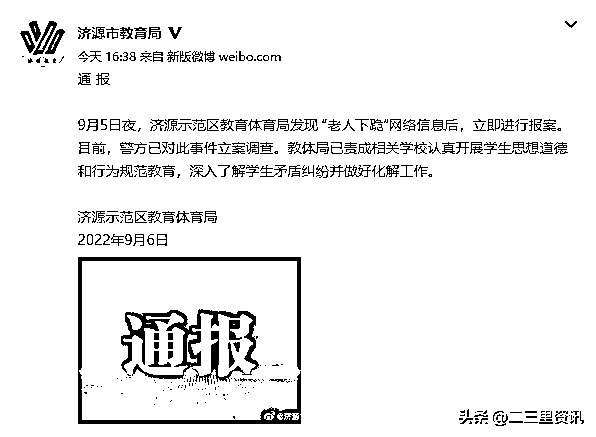 济源市教育局
今天 16:38 来自 新版微博 weibo.com
通 报
9月5日夜，济源示范区教育体育局发现 “老人下跪”网络信息后，立即进行报案。
目前，警方已对此事件立案调查。教体局已责成相关学校认真开展学生思想道德
和行为规范教育，深入了解学生矛盾纠纷并做好化解工作。
济源示范区教育体育局
2022年9月6日
通报
头条 @二三里资讯